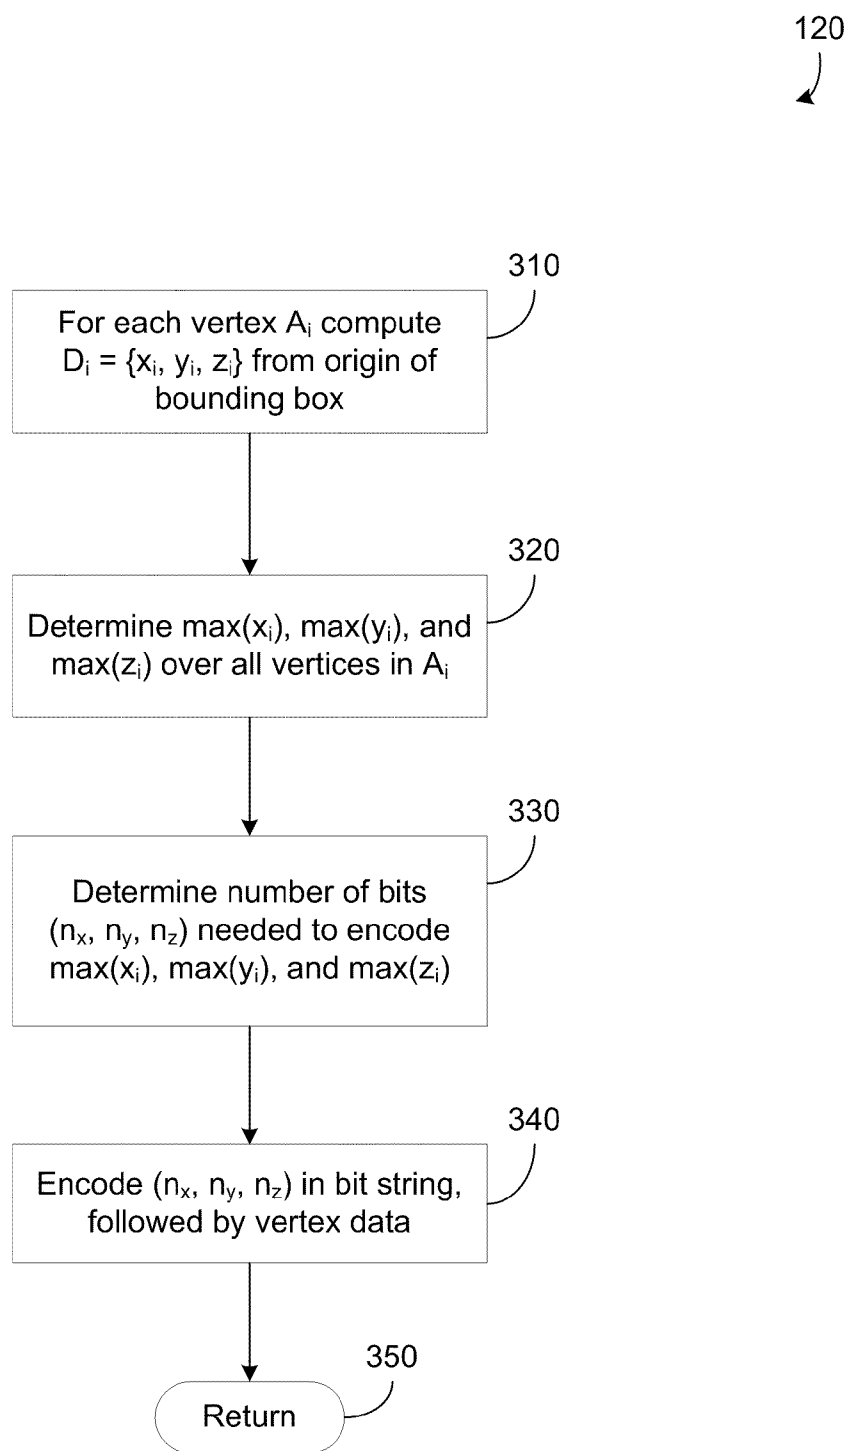 120
310
For each vertex Aᵢ compute
Dᵢ = {xᵢ, yᵢ, zᵢ} from origin of
bounding box
320
Determine max(xᵢ), max(yᵢ), and
max(zᵢ) over all vertices in Aᵢ
330
Determine number of bits
(nₓ, n_y, n_z) needed to encode
max(xᵢ), max(yᵢ), and max(zᵢ)
340
Encode (nₓ, n_y, n_z) in bit string,
followed by vertex data
350
Return